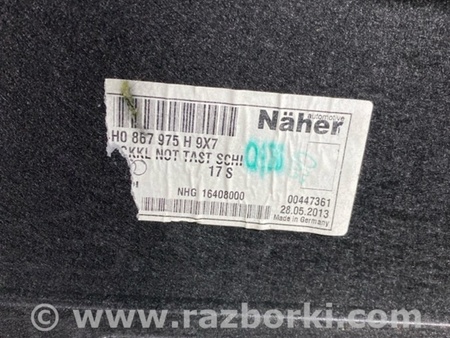 automotive
Näher
H0 867 975 H 9X7
CKKL NOT TAST SCHI
17 S
NHG 16408000
00447361
28.05.2013
Made in Germany
© www.razborki.com